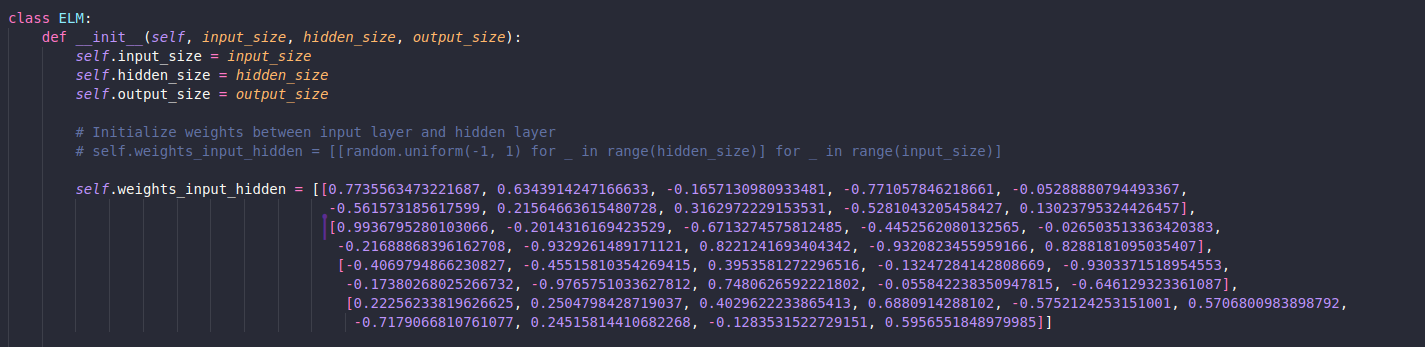 class ELM:
    def __init__(self, input_size, hidden_size, output_size):
        self.input_size = input_size
        self.hidden_size = hidden_size
        self.output_size = output_size
        # Initialize weights between input layer and hidden layer
        # self.weights_input_hidden = [[random.uniform(-1, 1) for _ in range(hidden_size)] for _ in range(input_size)]
        self.weights_input_hidden = [[0.7735563473221687, 0.6343914247166633, -0.1657130980933481, -0.771057846218661, -0.05288880794493367,
                                      -0.561573185617599, 0.21564663615480728, 0.3162972229153531, -0.5281043205458427, 0.13023795324426457],
                                      [0.9936795280103066, -0.2014316169423529, -0.6713274575812485, -0.4452562080132565, -0.026503513363420383,
                                       -0.21688868396162708, -0.9329261489171121, 0.8221241693404342, -0.9320823455959166, 0.8288181095035407],
                                       [-0.4069794866230827, -0.45515810354269415, 0.3953581272296516, -0.13247284142808669, -0.9303371518954553,
                                        -0.17380268025266732, -0.9765751033627812, 0.7480626592221802, -0.055842238350947815, -0.646129323361087],
                                        [0.22256233819626625, 0.2504798428719037, 0.4029622233865413, 0.6880914288102, -0.5752124253151001, 0.5706800983898792,
                                         -0.7179066810761077, 0.24515814410682268, -0.1283531522729151, 0.5956551848979985]]